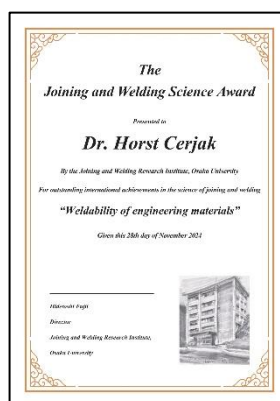 The
Joining and Welding Science Award
Presented to
Dr. Horst Cerjak
By the Joining and Welding Research Institute, Osaka University
For outstanding international achievements in the science of joining and welding
“Weldability of engineering materials”
Given this 28th day of November 2024
Hidetoshi Fujii
Director
Joining and Welding Research Institute,
Osaka University